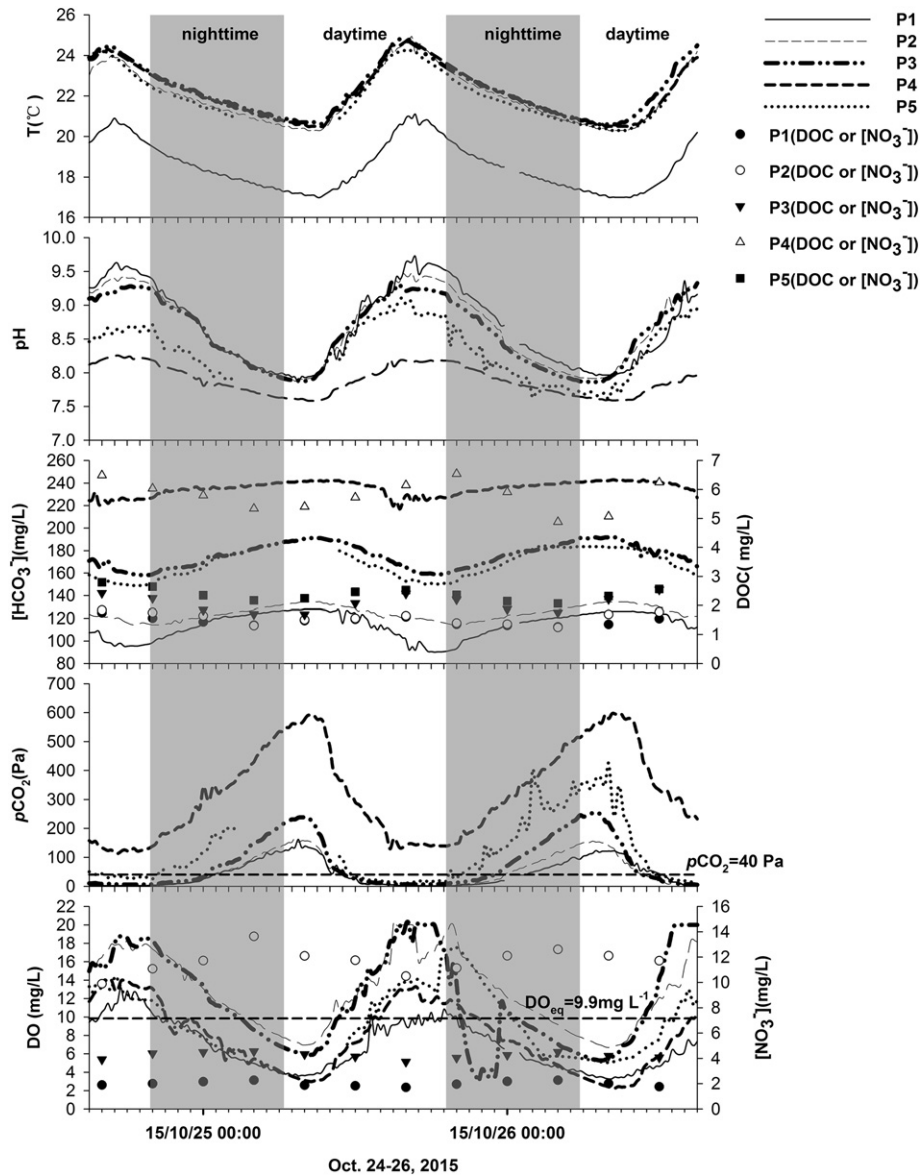 nighttime
daytime
nighttime
daytime
26
24
22
20
18
16
T(℃)
P1
P2
P3
P4
P5
P1(DOC or [NO3-])
P2(DOC or [NO3-])
P3(DOC or [NO3-])
P4(DOC or [NO3-])
P5(DOC or [NO3-])
10.0
9.5
9.0
8.5
8.0
7.5
7.0
pH
260
240
220
200
180
160
140
120
100
80
[HCO3-](mg/L)
7
6
5
4
3
2
1
0
DOC( mg/L)
700
600
500
400
300
200
100
0
pCO2(Pa)
pCO2=40 Pa
22
20
18
16
14
12
10
8
6
4
2
0
DO (mg/L)
DOeq=9.9mg L-1
16
14
12
10
8
6
4
2
0
[NO3-](mg/L)
15/10/25 00:00
15/10/26 00:00
Oct. 24-26, 2015